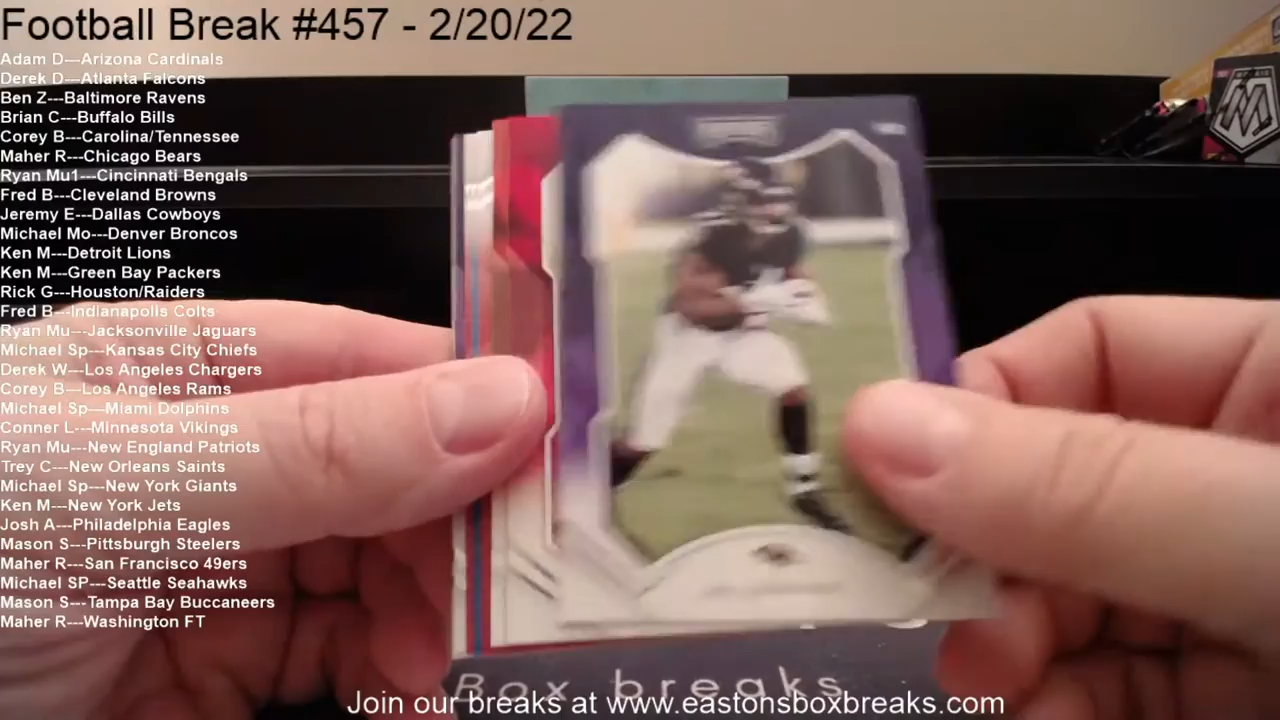 Football Break #457 - 2/20/22
Adam D---Arizona Cardinals
Derek D---Atlanta Falcons
Ben Z---Baltimore Ravens
Brian C---Buffalo Bills
Corey B---Carolina/Tennessee
Maher R---Chicago Bears
Ryan Mu1---Cincinnati Bengals
Fred B---Cleveland Browns
Jeremy E---Dallas Cowboys
Michael Mo---Denver Broncos
Ken M---Detroit Lions
Ken M---Green Bay Packers
Rick G---Houston/Raiders
Fred B---Indianapolis Colts
Ryan Mu---Jacksonville Jaguars
Michael Sp---Kansas City Chiefs
Derek W---Los Angeles Chargers
Corey B---Los Angeles Rams
Michael Sp---Miami Dolphins
Conner L---Minnesota Vikings
Ryan Mu---New England Patriots
Trey C---New Orleans Saints
Michael Sp---New York Giants
Ken M---New York Jets
Josh A---Philadelphia Eagles
Mason S---Pittsburgh Steelers
Maher R---San Francisco 49ers
Michael SP---Seattle Seahawks
Mason S---Tampa Bay Buccaneers
Maher R---Washington FT
Box breaks
Join our breaks at www.eastonsboxbreaks.com